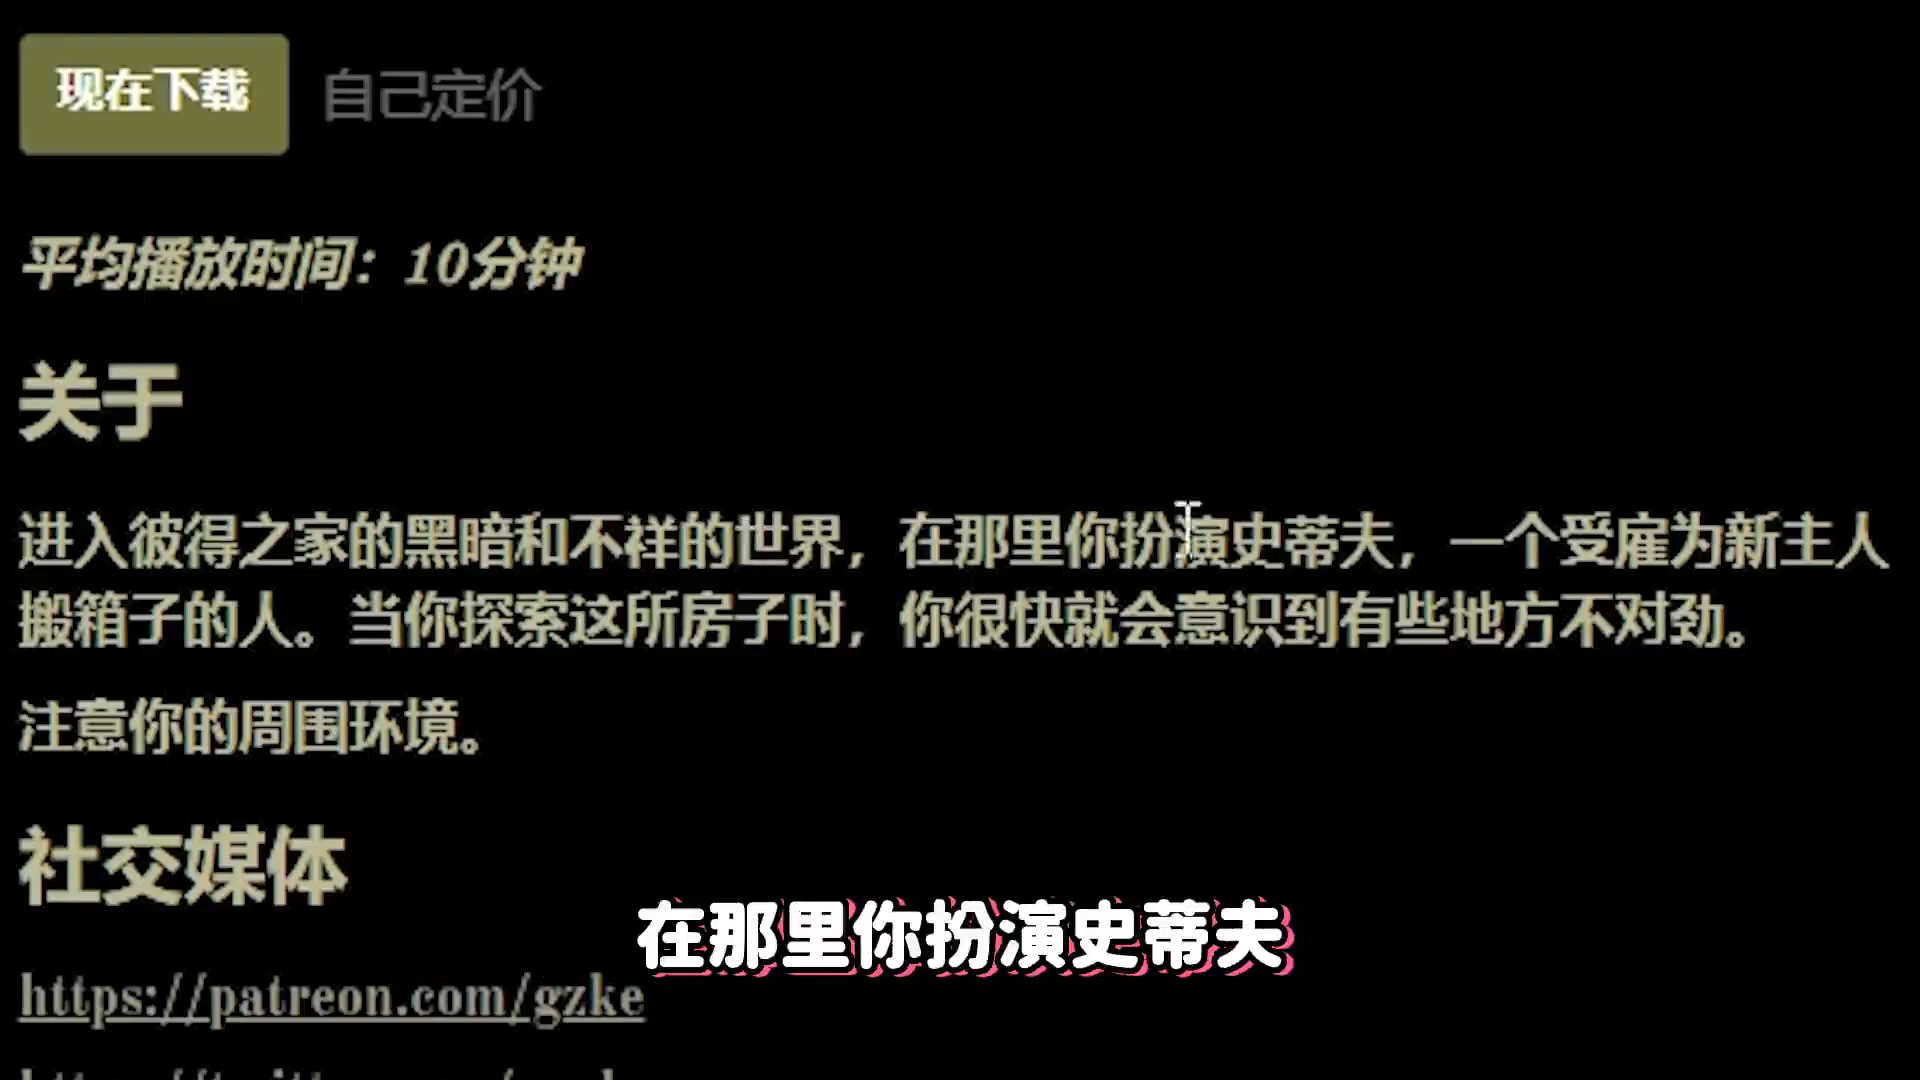 现在下载 自己定价
平均播放时间：10分钟
关于
进入彼得之家的黑暗和不祥的世界，在那里你扮演史蒂夫，一个受雇为新主人
搬箱子的人。当你探索这所房子时，你很快就会意识到有些地方不对劲。
注意你的周围环境。
社交媒体
在那里你扮演史蒂夫
https://patreon.com/gzke